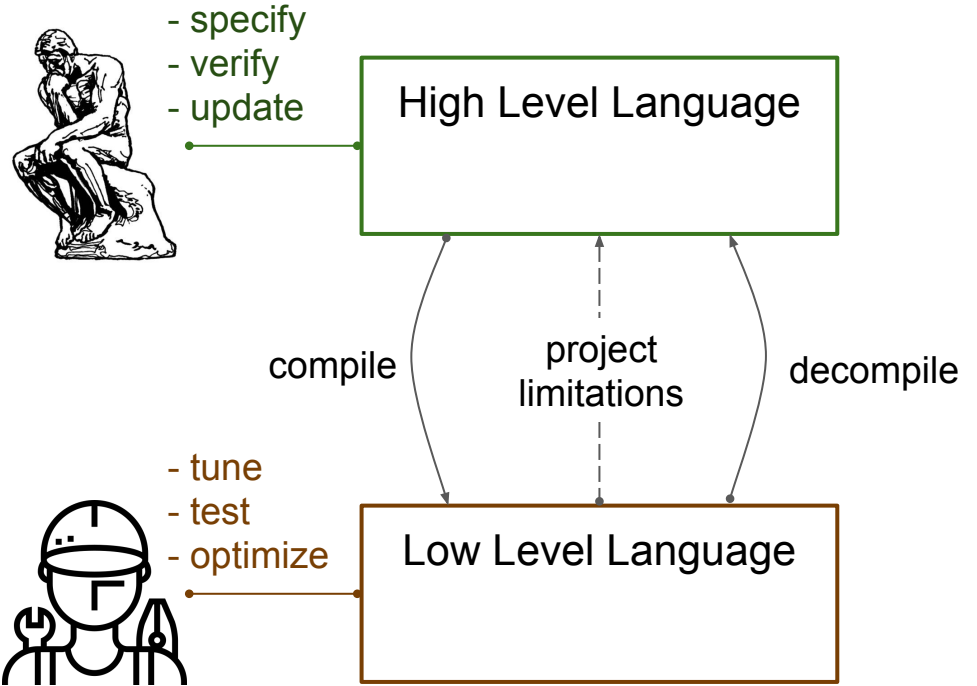 - specify
- verify
- update
High Level Language
compile
project
limitations
decompile
- tune
- test
- optimize
Low Level Language